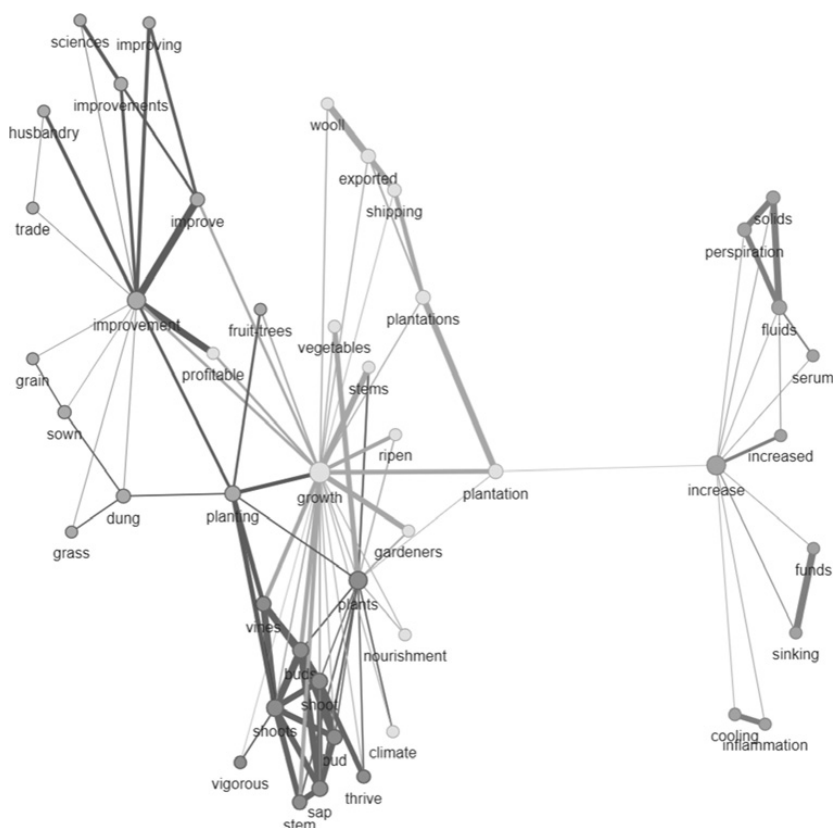 sciences
improving
improvements
husbandry
trade
improve
improvement
wooll
exported
shipping
plantations
solids
perspiration
fluids
serum
increased
increase
fruit-trees
vegetables
profitable
stems
grain
sown
ripen
growth
plantation
dung
planting
grass
gardeners
plants
funds
vines
nourishment
sinking
buds
shoot
shoots
bud
climate
cooling
inflammation
vigorous
thrive
sap
stem